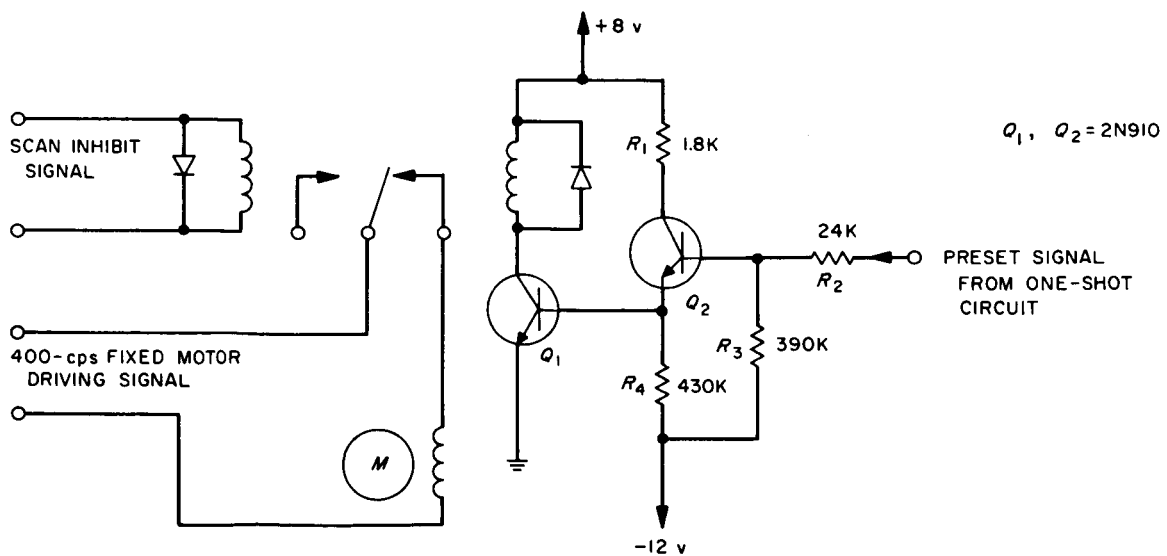 +8 v
SCAN INHIBIT
SIGNAL
R1
1.8K
Q1, Q2 = 2N910
24K
R2
PRESET SIGNAL
FROM ONE-SHOT
CIRCUIT
Q2
Q1
R3
390K
400-cps FIXED MOTOR
DRIVING SIGNAL
R4
430K
M
-12 v